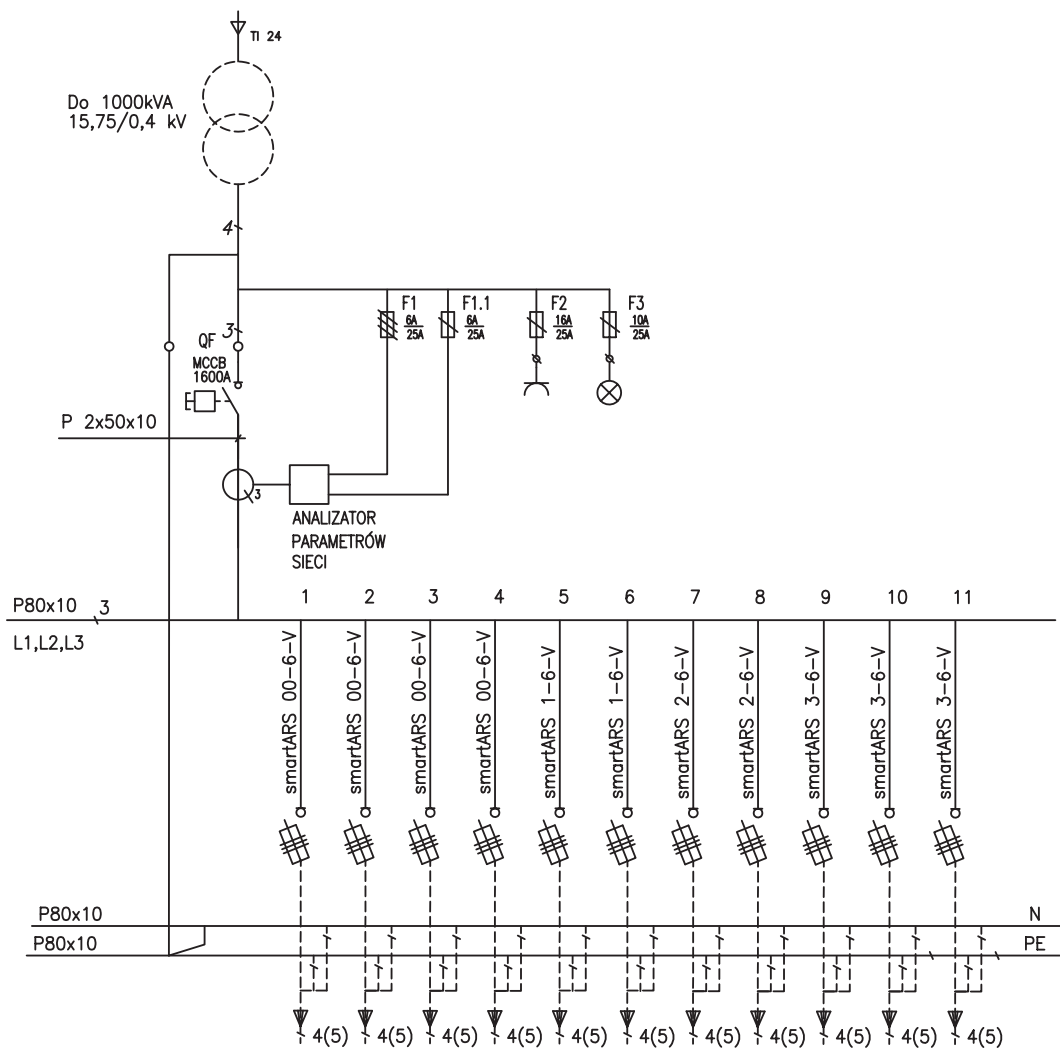 TI 24
Do 1000kVA
15,75/0,4 kV
4
3
QF
MCCB
1600A
F1
6A
25A
F1.1
6A
25A
F2
16A
25A
F3
10A
25A
P 2x50x10
3
ANALIZATOR
PARAMETRÓW
SIECI
P80x10
3
L1,L2,L3
1 2 3 4 5 6 7 8 9 10 11
smartARS 00-6-V
smartARS 00-6-V
smartARS 00-6-V
smartARS 00-6-V
smartARS 1-6-V
smartARS 1-6-V
smartARS 2-6-V
smartARS 2-6-V
smartARS 3-6-V
smartARS 3-6-V
smartARS 3-6-V
P80x10
N
P80x10
PE
4(5) 4(5) 4(5) 4(5) 4(5) 4(5) 4(5) 4(5) 4(5) 4(5) 4(5)